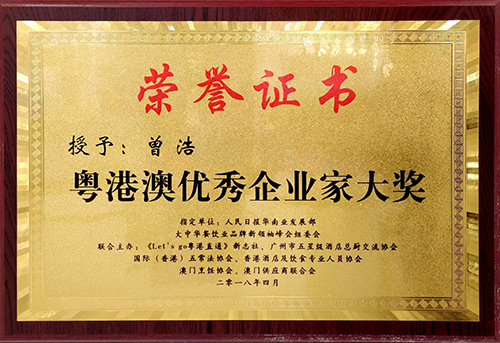 荣誉证书
授予：曾浩
粤港澳优秀企业家大奖
指定单位：人民日报华南业发展部
大中华餐饮业品牌新领袖峰会组委会
联合主办：《Let's go粤港直通》新志社、广州市五星级酒店总厨交流协会
国际（香港）五常法协会、香港酒店及饮食专业人员协会
澳门烹饪协会、澳门供应商联合会
二零一八年四月